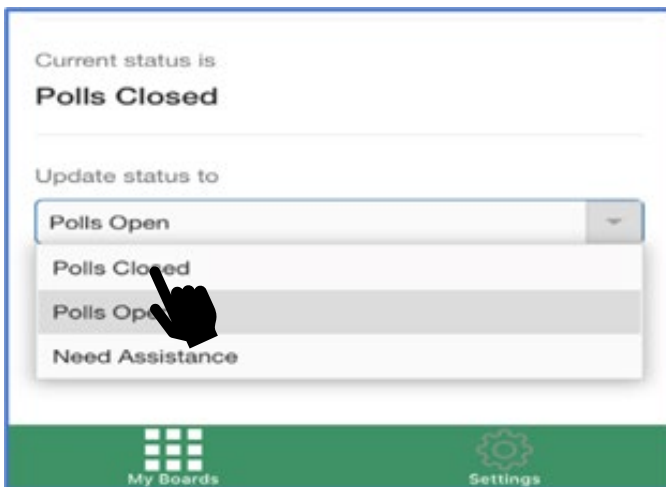 Current status is
Polls Closed
Update status to
Polls Open
Polls Closed
Polls Open
Need Assistance
My Boards
Settings